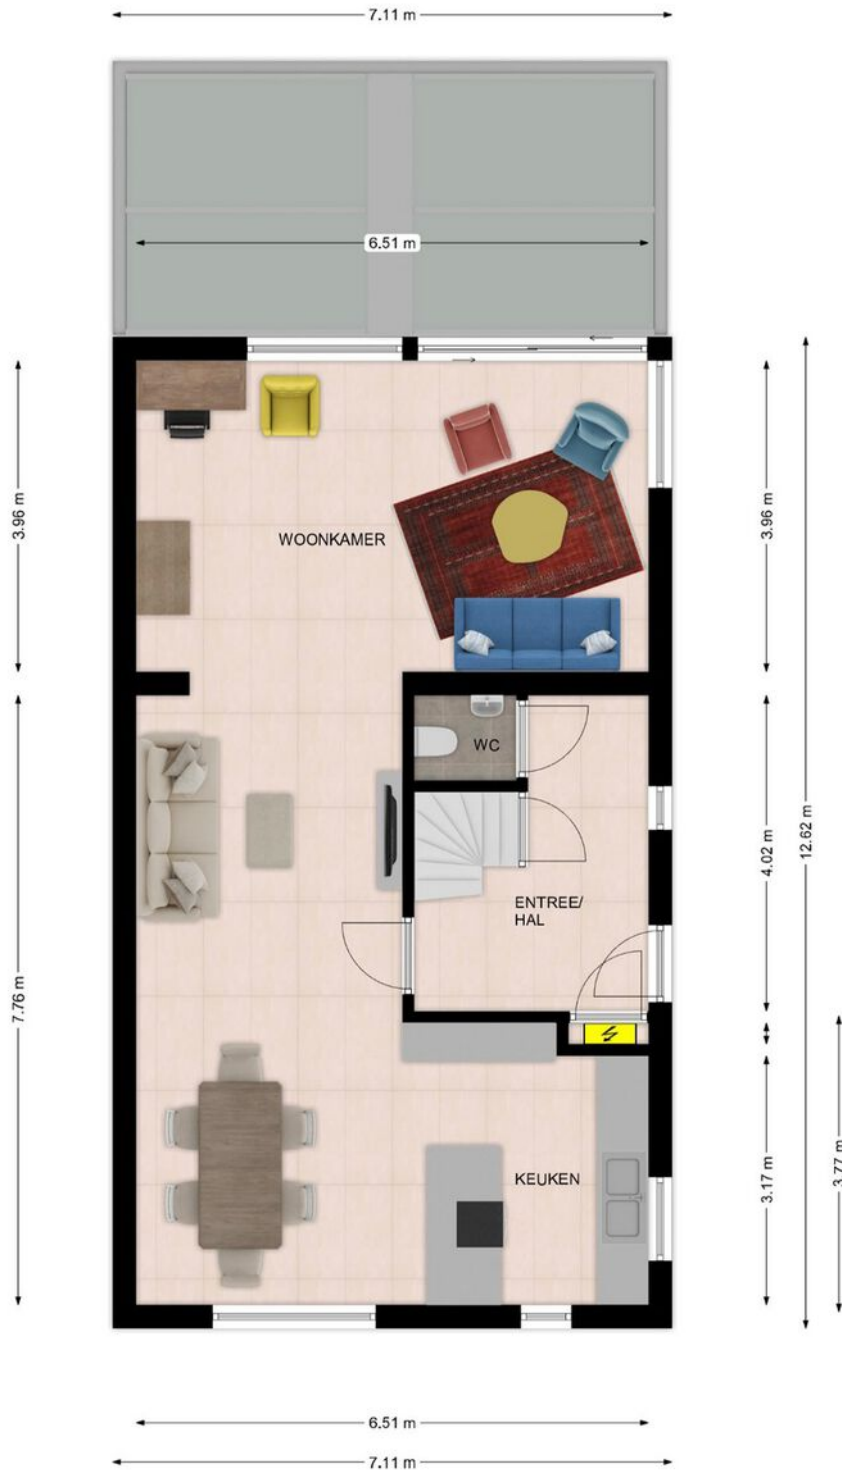 7.11 m
6.51 m
3.96 m
3.96 m
WOONKAMER
WC
4.02 m
12.62 m
ENTREE/
HAL
7.76 m
3.17 m
3.77 m
KEUKEN
6.51 m
7.11 m